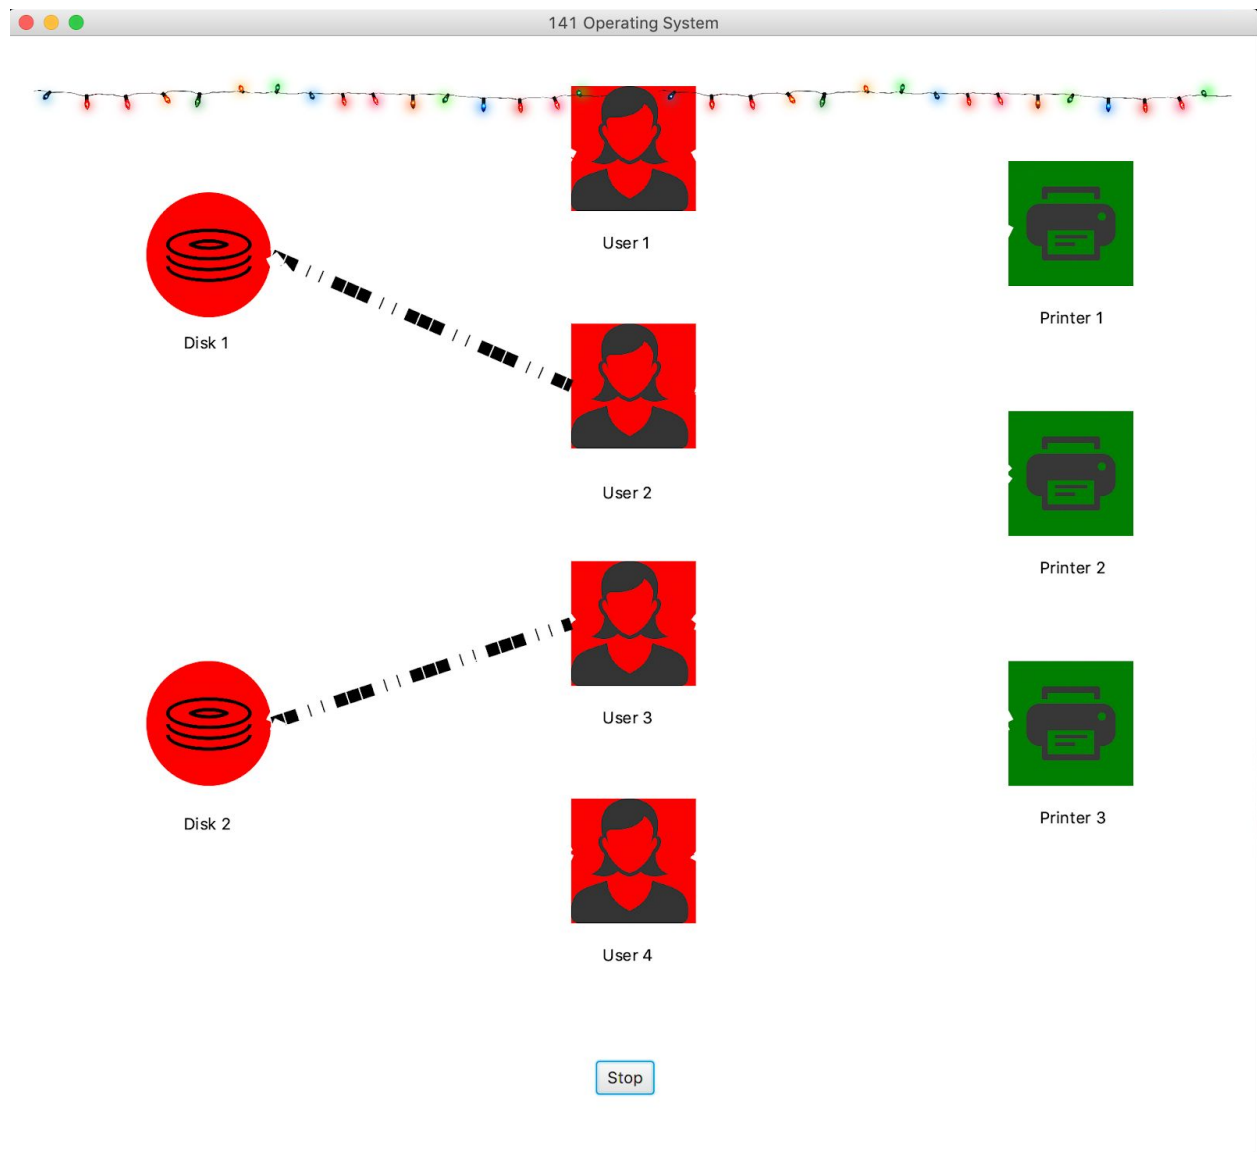 141 Operating System
User 1
Printer 1
Disk 1
User 2
Printer 2
User 3
Disk 2
Printer 3
User 4
Stop